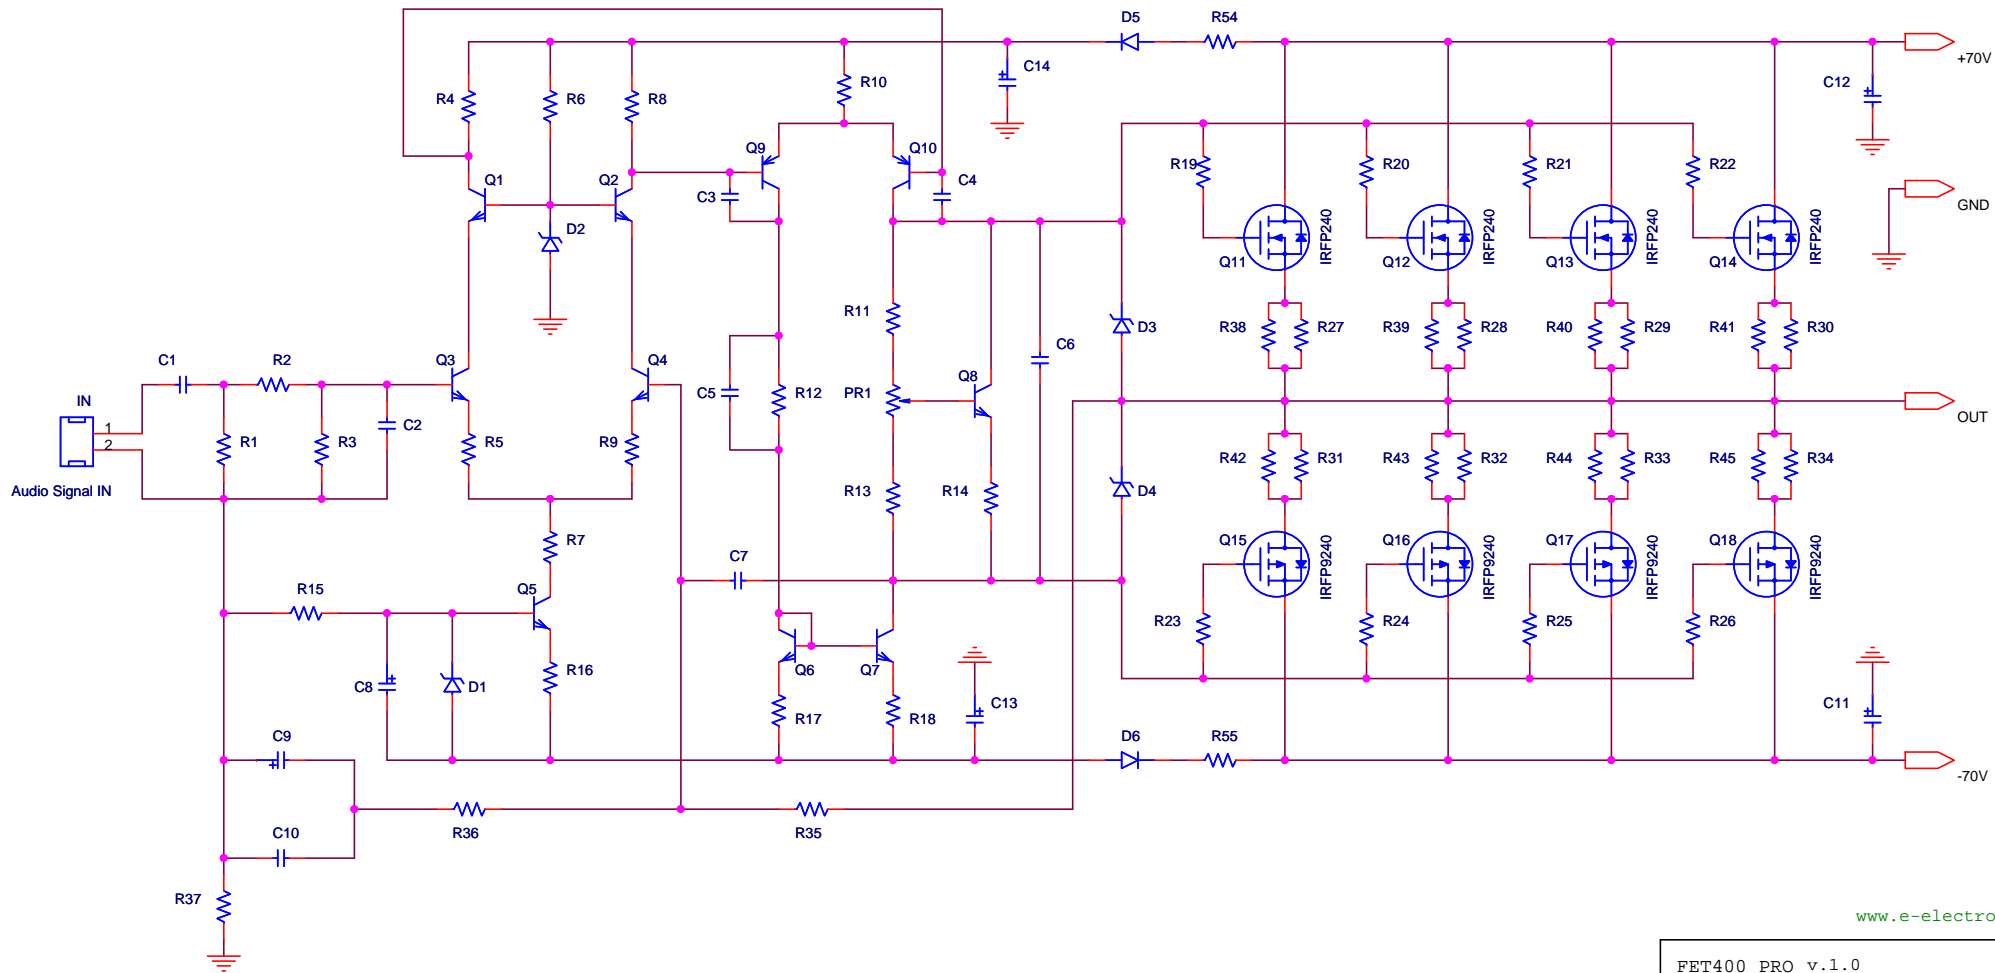 D5 R54
+70V
C14
R10
C12
R4 R6 R8
Q9 Q10
R19 R20 R21 R22
Q1 Q2
C3 C4
GND
D2
IRFP240 IRFP240 IRFP240 IRFP240
Q11 Q12 Q13 Q14
R11
D3
R38 R27 R39 R28 R40 R29 R41 R30
C6
C1 R2 Q3 Q4
Q8
C5 R12 PR1
IN
OUT
1
2
R1 R3 C2 R5 R9
R42 R31 R43 R32 R44 R33 R45 R34
Audio Signal IN
R13 R14 D4
R7
C7
Q15 Q16 Q17 Q18
IRFP9240 IRFP9240 IRFP9240 IRFP9240
R15 Q5
R23 R24 R25 R26
R16 Q6 Q7
C8 D1
R17 R18 C13 C11
C9
D6 R55
-70V
C10 R36 R35
R37
www.e-electro
FET400 PRO v.1.0